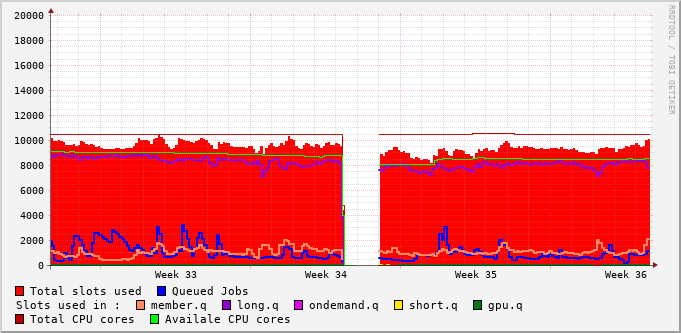 RRDTOOL / TOBI OETIKER
20000
18000
16000
14000
12000
10000
8000
6000
4000
2000
0
Week 33 Week 34 Week 35 Week 36
Total slots used Queued Jobs
Slots used in : member.q long.q ondemand.q short.q gpu.q
Total CPU cores Availale CPU cores